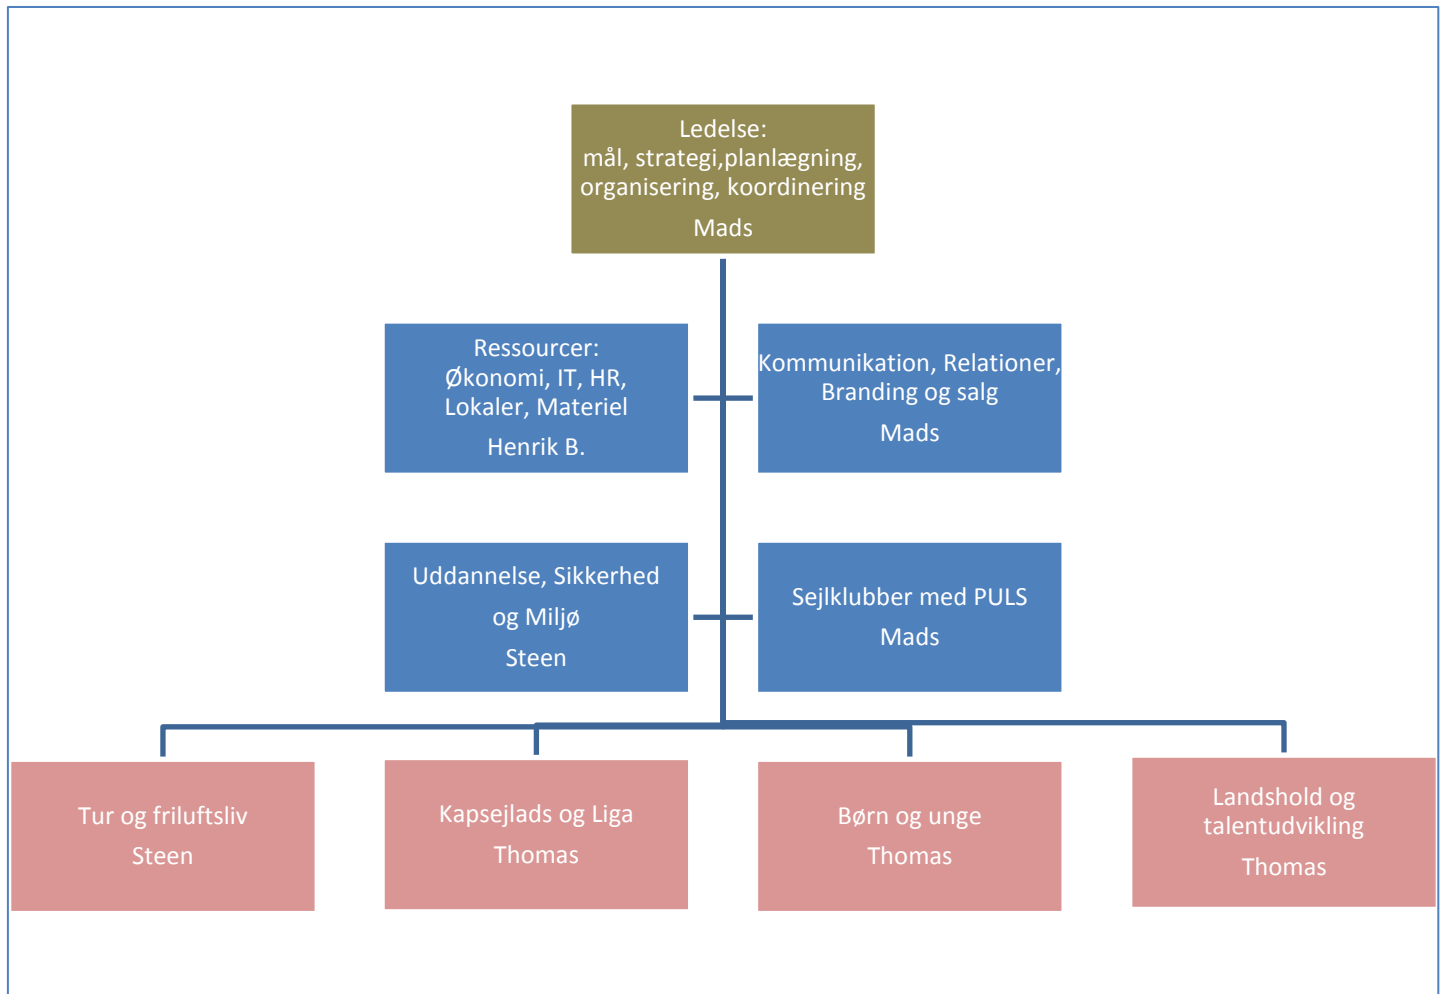 Ledelse:
mål, strategi,planlægning,
organisering, koordinering
Mads
Ressourcer:
Økonomi, IT, HR,
Lokaler, Materiel
Henrik B.
Kommunikation, Relationer,
Branding og salg
Mads
Uddannelse, Sikkerhed
og Miljø
Steen
Sejlklubber med PULS
Mads
Tur og friluftsliv
Steen
Kapsejlads og Liga
Thomas
Børn og unge
Thomas
Landshold og
talentudvikling
Thomas